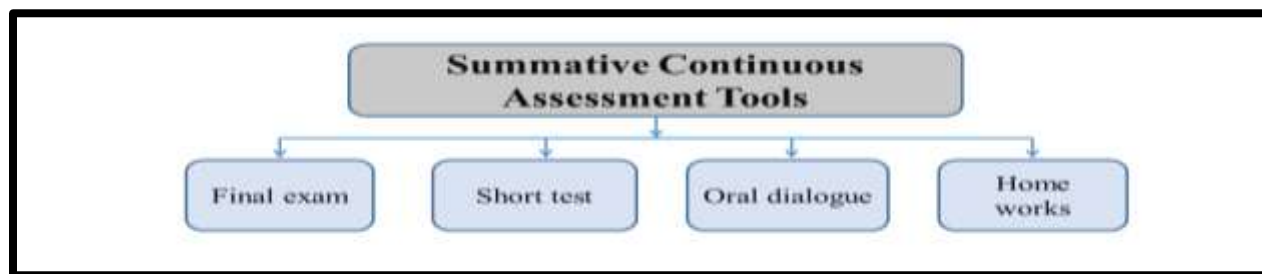 Summative Continuous
Assessment Tools
Final exam
Short test
Oral dialogue
Home
works